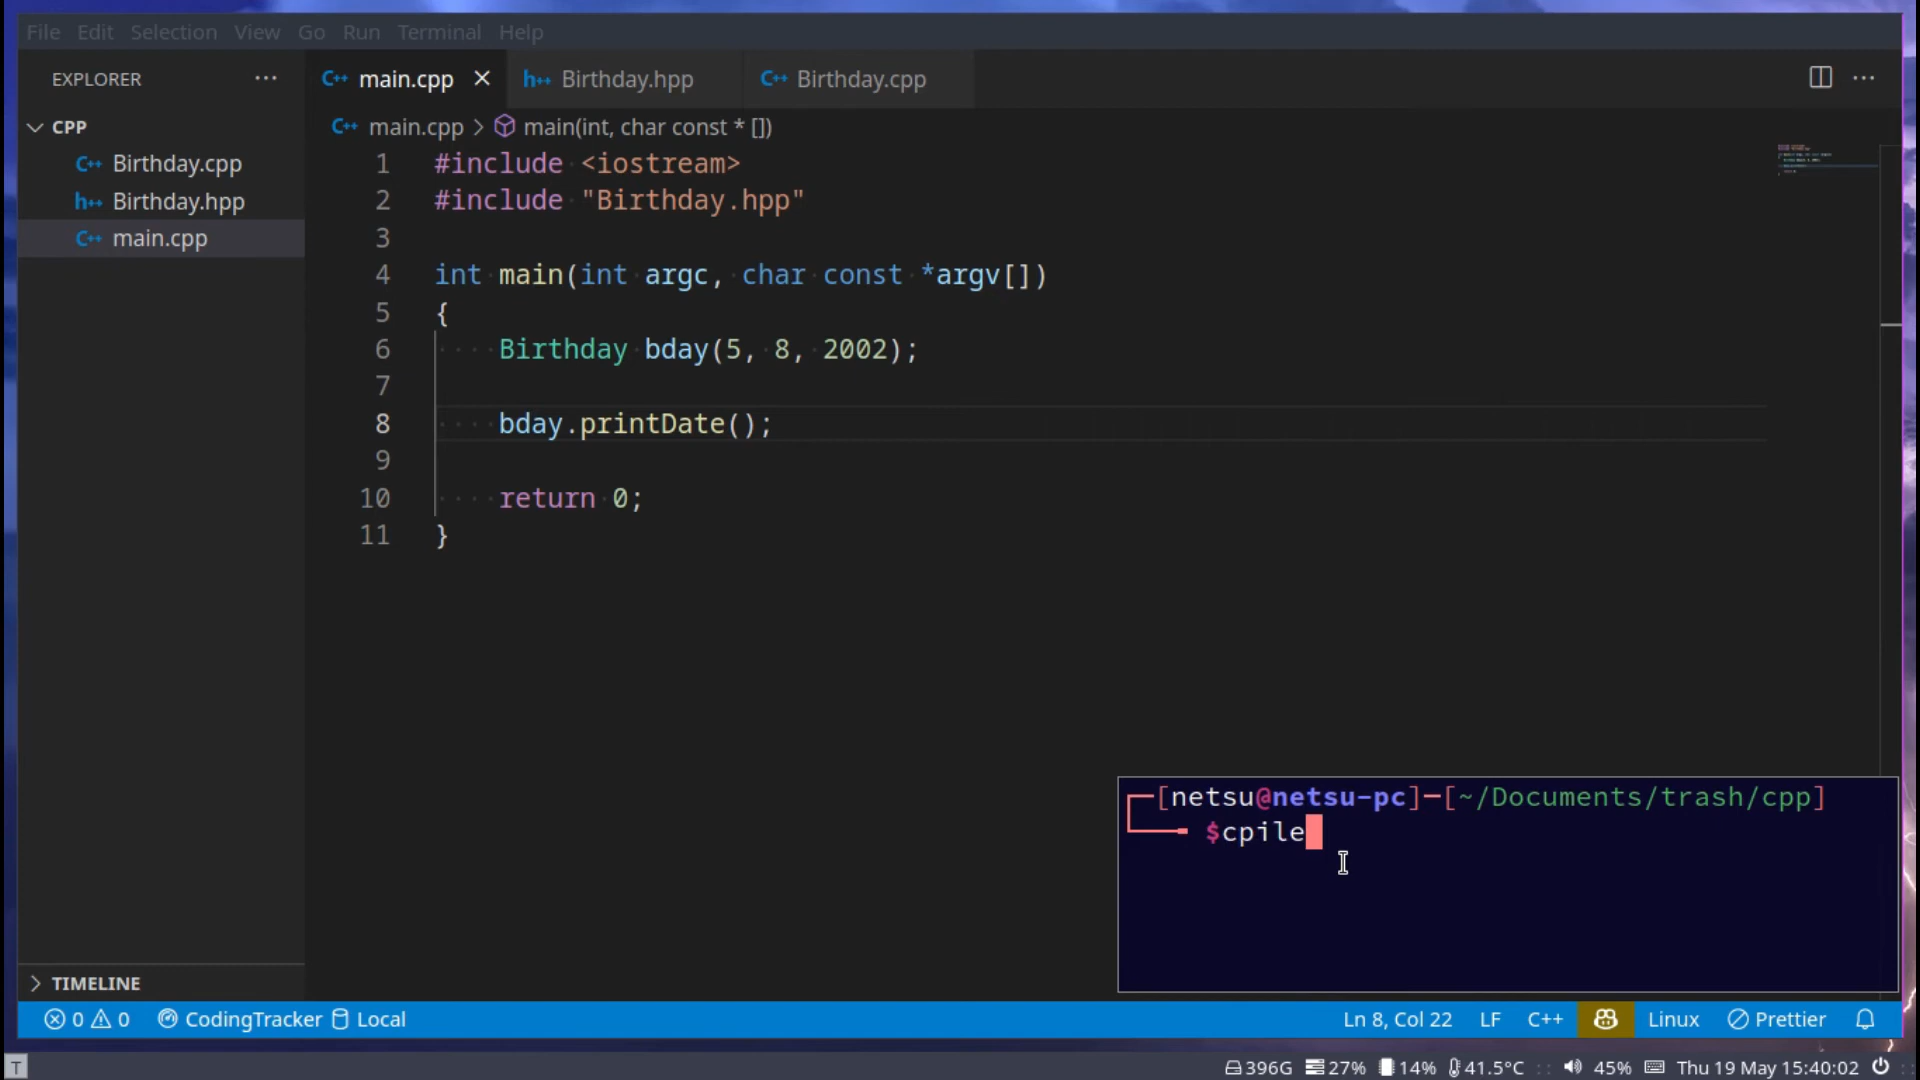 File Edit Selection View Go Run Terminal Help
EXPLORER ···
CPP
C++ Birthday.cpp
h++ Birthday.hpp
C++ main.cpp
TIMELINE
C++ main.cpp × h++ Birthday.hpp C++ Birthday.cpp
C++ main.cpp > main(int, char const * [])
1 #include <iostream>
2 #include "Birthday.hpp"
3
4 int main(int argc, char const *argv[])
5 {
6 Birthday bday(5, 8, 2002);
7
8 bday.printDate();
9
10 return 0;
11 }
[netsu@netsu-pc]-[~/Documents/trash/cpp]
$cpile
0 0 CodingTracker Local Ln 8, Col 22 LF C++ Linux Prettier
T 396G 27% 14% 41.5°C :: 45% Thu 19 May 15:40:02